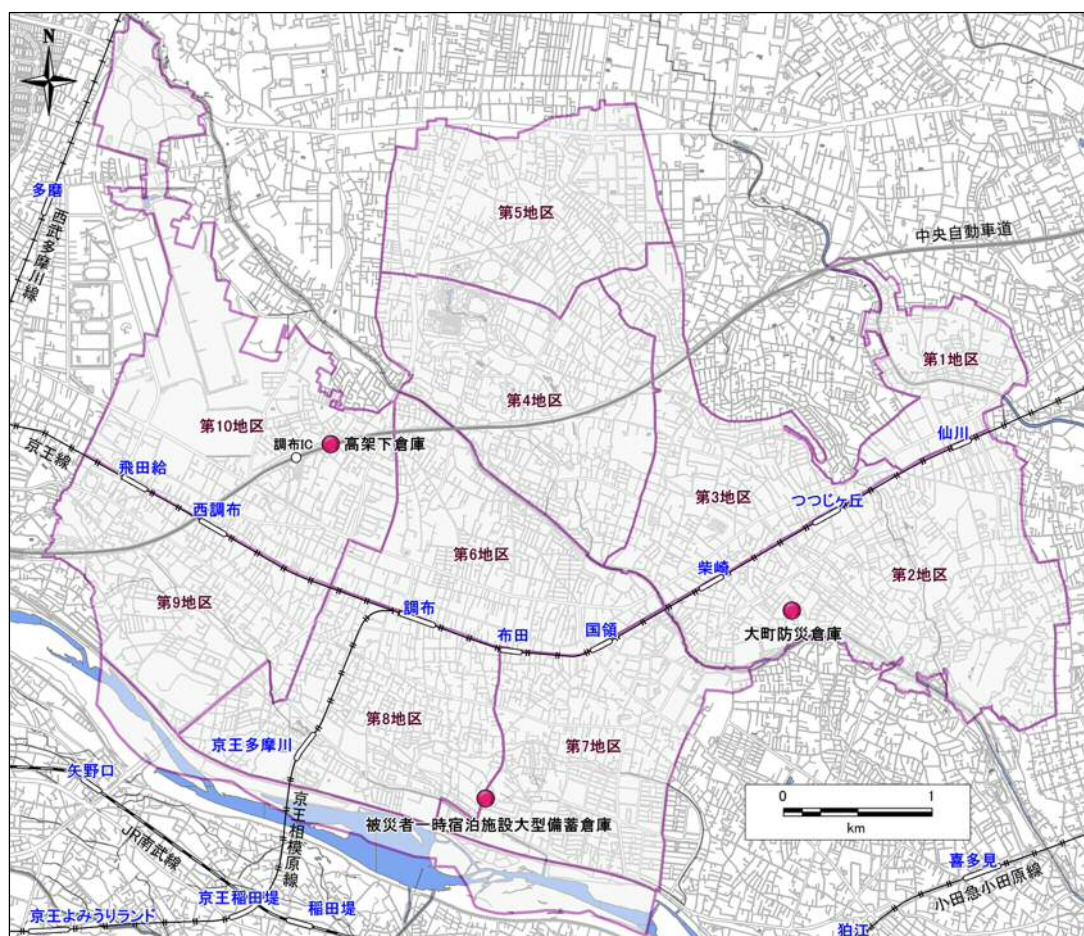 N
多磨
西武多摩川線
第5地区
中央自動車道
第1地区
第4地区
第10地区
調布IC
高架下倉庫
仙川
京王線
飛田給
西調布
つつじヶ丘
第3地区
第6地区
柴崎
第2地区
第9地区
調布
布田
国領
大町防災倉庫
第8地区
第7地区
京王多摩川
矢野口
被災者一時宿泊施設大型備蓄倉庫
京王相模原線
JR南武線
0 1
km
喜多見
小田急小田原線
京王稲田堤
稲田堤
京王よみうりランド
狛江